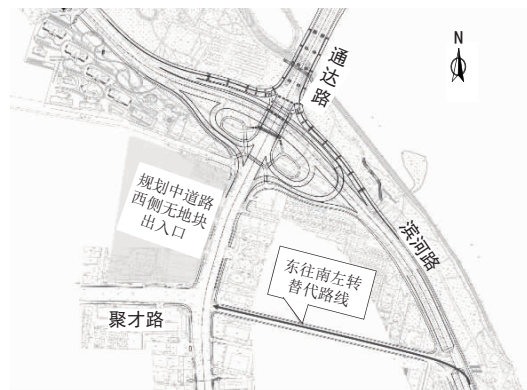 N
通达路
规划中道路
西侧无地块
出入口
滨河路
东往南左转
替代路线
聚才路